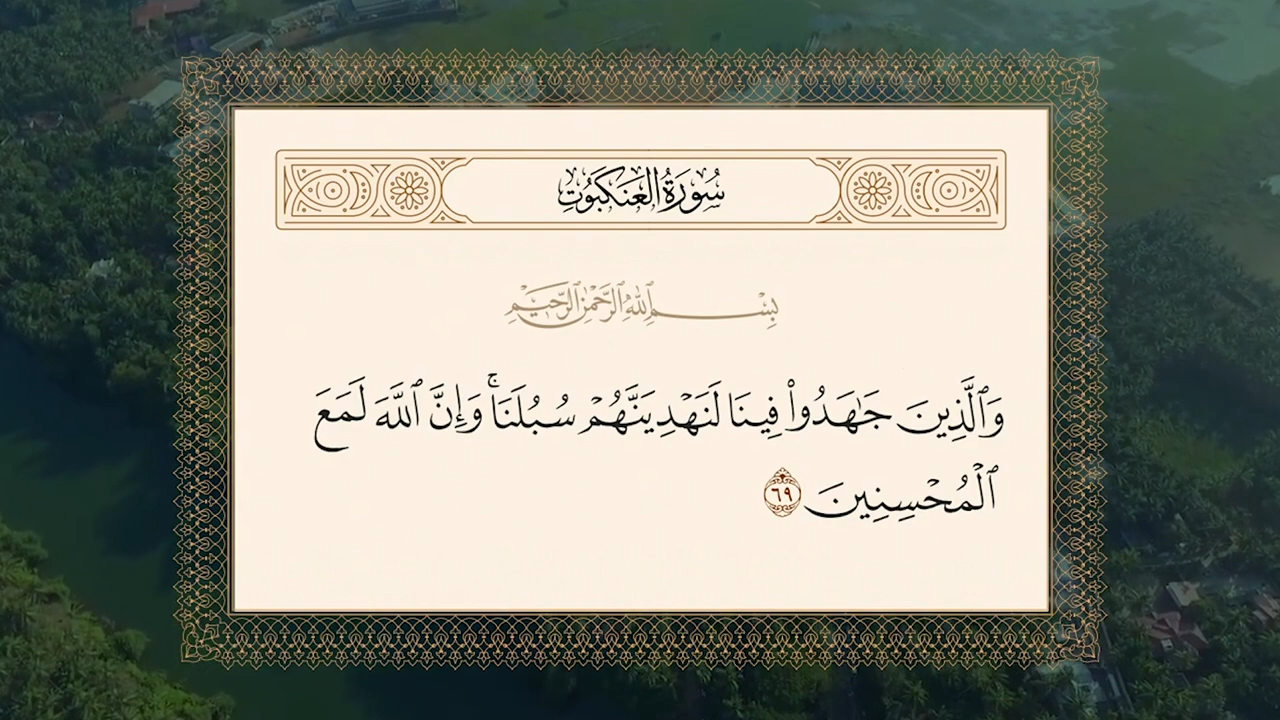 سُورَةُ العَنكَبُوتِ
بِسْمِ ٱللَّهِ ٱلرَّحْمَٰنِ ٱلرَّحِيمِ
وَٱلَّذِينَ جَٰهَدُوا۟ فِينَا لَنَهْدِيَنَّهُمْ سُبُلَنَا ۚ وَإِنَّ ٱللَّهَ لَمَعَ
ٱلْمُحْسِنِينَ ٦٩